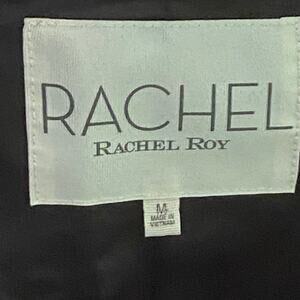 RACHEL
RACHEL ROY
M
MADE IN
VIETNAM